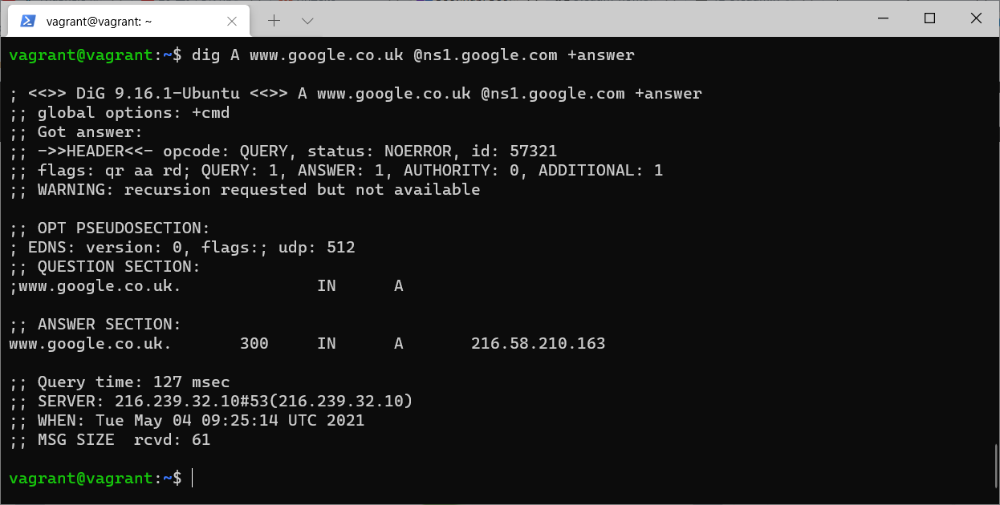 vagrant@vagrant: ~
vagrant@vagrant:~$ dig A www.google.co.uk @ns1.google.com +answer

; <<>> DiG 9.16.1-Ubuntu <<>> A www.google.co.uk @ns1.google.com +answer
;; global options: +cmd
;; Got answer:
;; ->>HEADER<<- opcode: QUERY, status: NOERROR, id: 57321
;; flags: qr aa rd; QUERY: 1, ANSWER: 1, AUTHORITY: 0, ADDITIONAL: 1
;; WARNING: recursion requested but not available

;; OPT PSEUDOSECTION:
; EDNS: version: 0, flags:; udp: 512
;; QUESTION SECTION:
;www.google.co.uk.              IN      A

;; ANSWER SECTION:
www.google.co.uk.       300     IN      A       216.58.210.163

;; Query time: 127 msec
;; SERVER: 216.239.32.10#53(216.239.32.10)
;; WHEN: Tue May 04 09:25:14 UTC 2021
;; MSG SIZE  rcvd: 61

vagrant@vagrant:~$